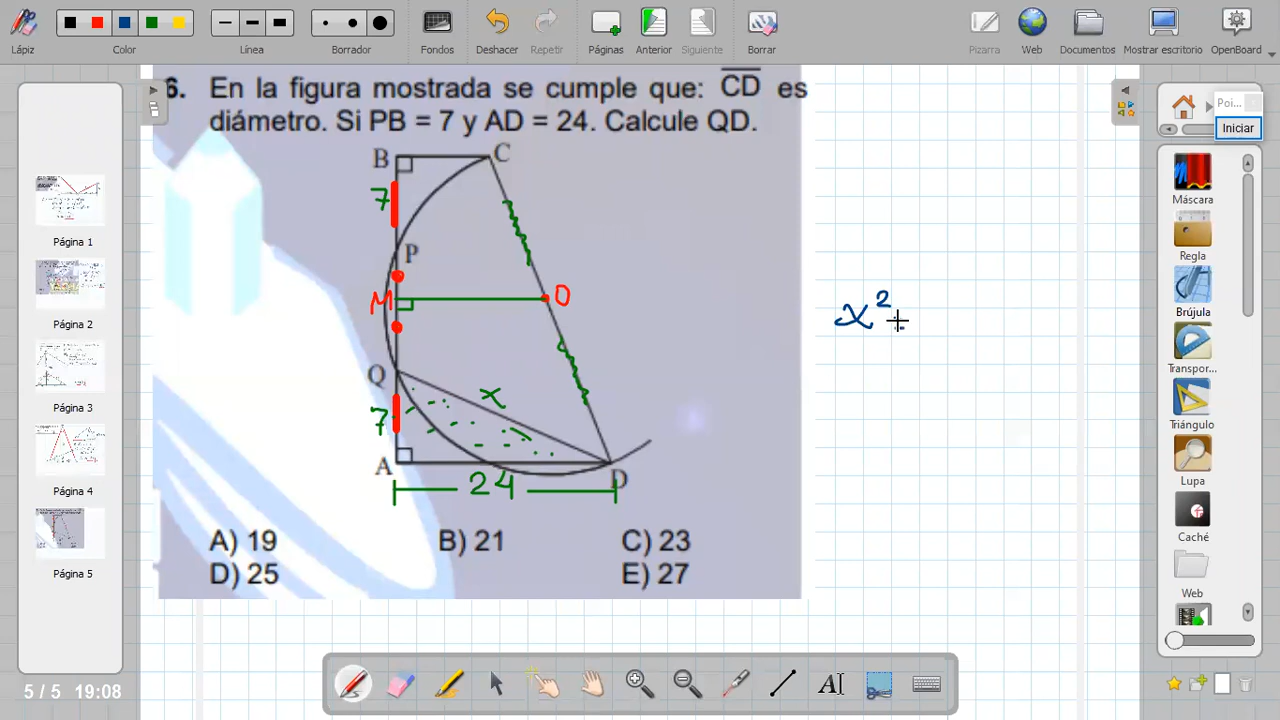 Lápiz
Color
Línea
Borrador
Fondos
Deshacer
Repetir
Páginas
Anterior
Siguiente
Borrar
Pizarra
Web
Documentos
Mostrar escritorio
OpenBoard
6. En la figura mostrada se cumple que: CD es
diámetro. Si PB = 7 y AD = 24. Calcule QD.
B
C
7
P
M
O
Q
x
7
A
D
24
A) 19
B) 21
C) 23
D) 25
E) 27
x²
Página 1
Página 2
Página 3
Página 4
Página 5
5 / 5 19:08
Poi...
Iniciar
Máscara
Regla
Brújula
Transpor...
Triángulo
Lupa
Caché
Web